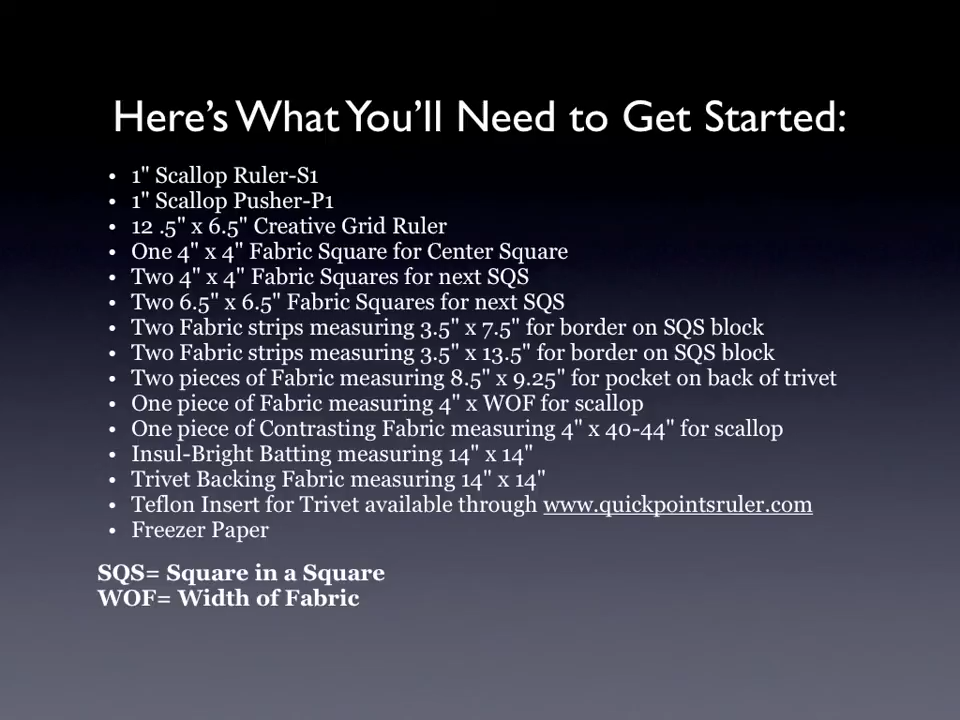 Here's What You'll Need to Get Started:
• 1" Scallop Ruler-S1
• 1" Scallop Pusher-P1
• 12 .5" x 6.5" Creative Grid Ruler
• One 4" x 4" Fabric Square for Center Square
• Two 4" x 4" Fabric Squares for next SQS
• Two 6.5" x 6.5" Fabric Squares for next SQS
• Two Fabric strips measuring 3.5" x 7.5" for border on SQS block
• Two Fabric strips measuring 3.5" x 13.5" for border on SQS block
• Two pieces of Fabric measuring 8.5" x 9.25" for pocket on back of trivet
• One piece of Fabric measuring 4" x WOF for scallop
• One piece of Contrasting Fabric measuring 4" x 40-44" for scallop
• Insul-Bright Batting measuring 14" x 14"
• Trivet Backing Fabric measuring 14" x 14"
• Teflon Insert for Trivet available through www.quickpointsruler.com
• Freezer Paper
SQS= Square in a Square
WOF= Width of Fabric